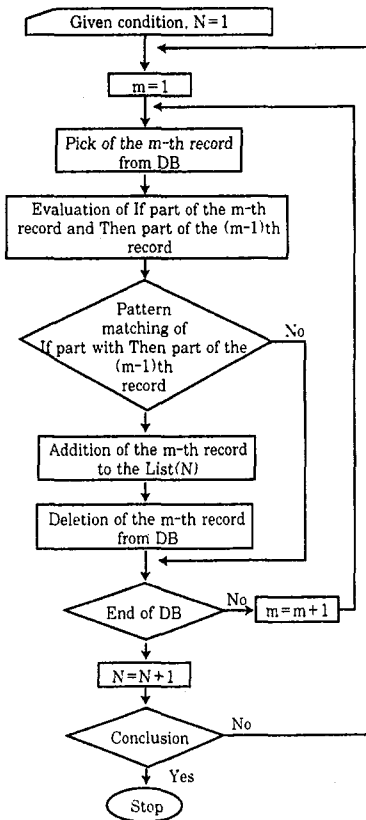 Given condition, N=1
m=1
Pick of the m-th record
from DB
Evaluation of If part of the m-th
record and Then part of the (m-1)th
record
Pattern
matching of
If part with Then part of the
(m-1)th
record
No
Addition of the m-th record
to the List(N)
Deletion of the m-th record
from DB
End of DB
No
m=m+1
N=N+1
Conclusion
No
Yes
Stop